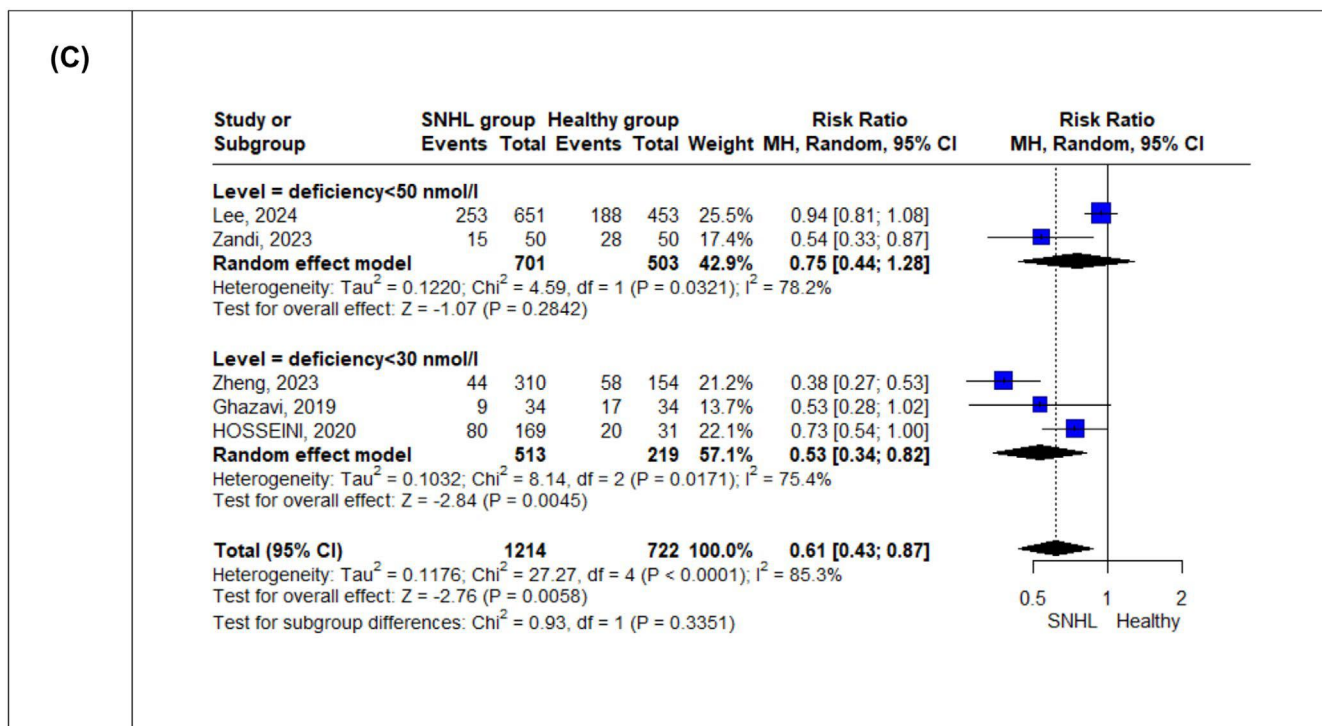 (C)
Study or SNHL group Healthy group Risk Ratio Risk Ratio
Subgroup Events Total Events Total Weight MH, Random, 95% CI MH, Random, 95% CI
Level = deficiency<50 nmol/l
Lee, 2024 253 651 188 453 25.5% 0.94 [0.81; 1.08]
Zandi, 2023 15 50 28 50 17.4% 0.54 [0.33; 0.87]
Random effect model 701 503 42.9% 0.75 [0.44; 1.28]
Heterogeneity: Tau² = 0.1220; Chi² = 4.59, df = 1 (P = 0.0321); I² = 78.2%
Test for overall effect: Z = -1.07 (P = 0.2842)
Level = deficiency<30 nmol/l
Zheng, 2023 44 310 58 154 21.2% 0.38 [0.27; 0.53]
Ghazavi, 2019 9 34 17 34 13.7% 0.53 [0.28; 1.02]
HOSSEINI, 2020 80 169 20 31 22.1% 0.73 [0.54; 1.00]
Random effect model 513 219 57.1% 0.53 [0.34; 0.82]
Heterogeneity: Tau² = 0.1032; Chi² = 8.14, df = 2 (P = 0.0171); I² = 75.4%
Test for overall effect: Z = -2.84 (P = 0.0045)
Total (95% CI) 1214 722 100.0% 0.61 [0.43; 0.87]
Heterogeneity: Tau² = 0.1176; Chi² = 27.27, df = 4 (P < 0.0001); I² = 85.3%
Test for overall effect: Z = -2.76 (P = 0.0058)
Test for subgroup differences: Chi² = 0.93, df = 1 (P = 0.3351)
0.5 1 2
SNHL Healthy